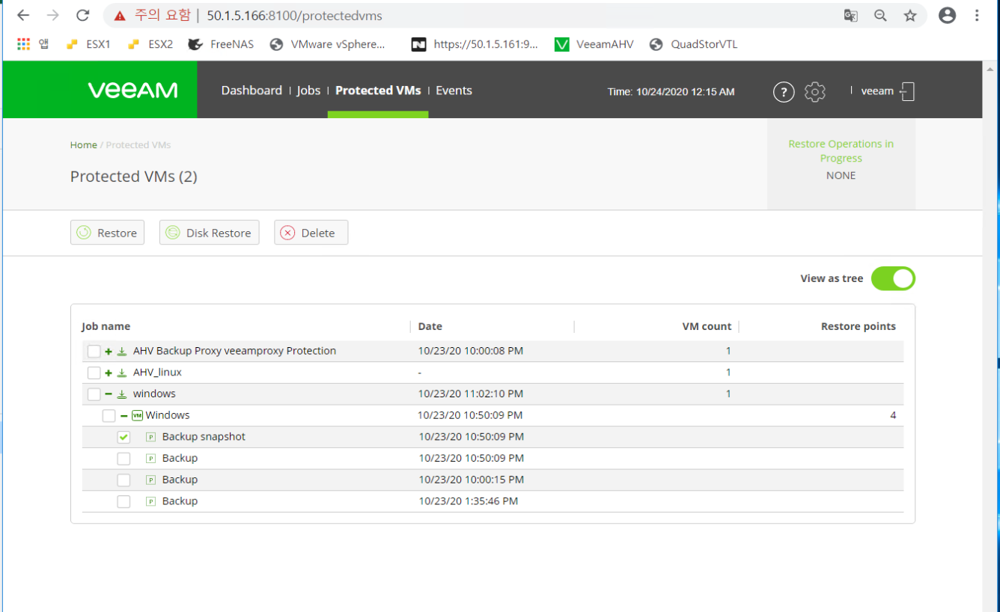 주의 요함 | 50.1.5.166:8100/protectedvms
앱 ESX1 ESX2 FreeNAS VMware vSphere... https://50.1.5.161:9... VeeamAHV QuadStorVTL
veeam Dashboard | Jobs | Protected VMs | Events Time: 10/24/2020 12:15 AM ? | veeam
Home / Protected VMs
Protected VMs (2)
Restore Operations in
Progress
NONE
Restore Disk Restore Delete
View as tree
Job name Date VM count Restore points
AHV Backup Proxy veeamproxy Protection 10/23/20 10:00:08 PM 1
AHV_linux - 1
windows 10/23/20 11:02:10 PM 1
VM Windows 10/23/20 10:50:09 PM 4
P Backup snapshot 10/23/20 10:50:09 PM
P Backup 10/23/20 10:50:09 PM
P Backup 10/23/20 10:00:15 PM
P Backup 10/23/20 1:35:46 PM